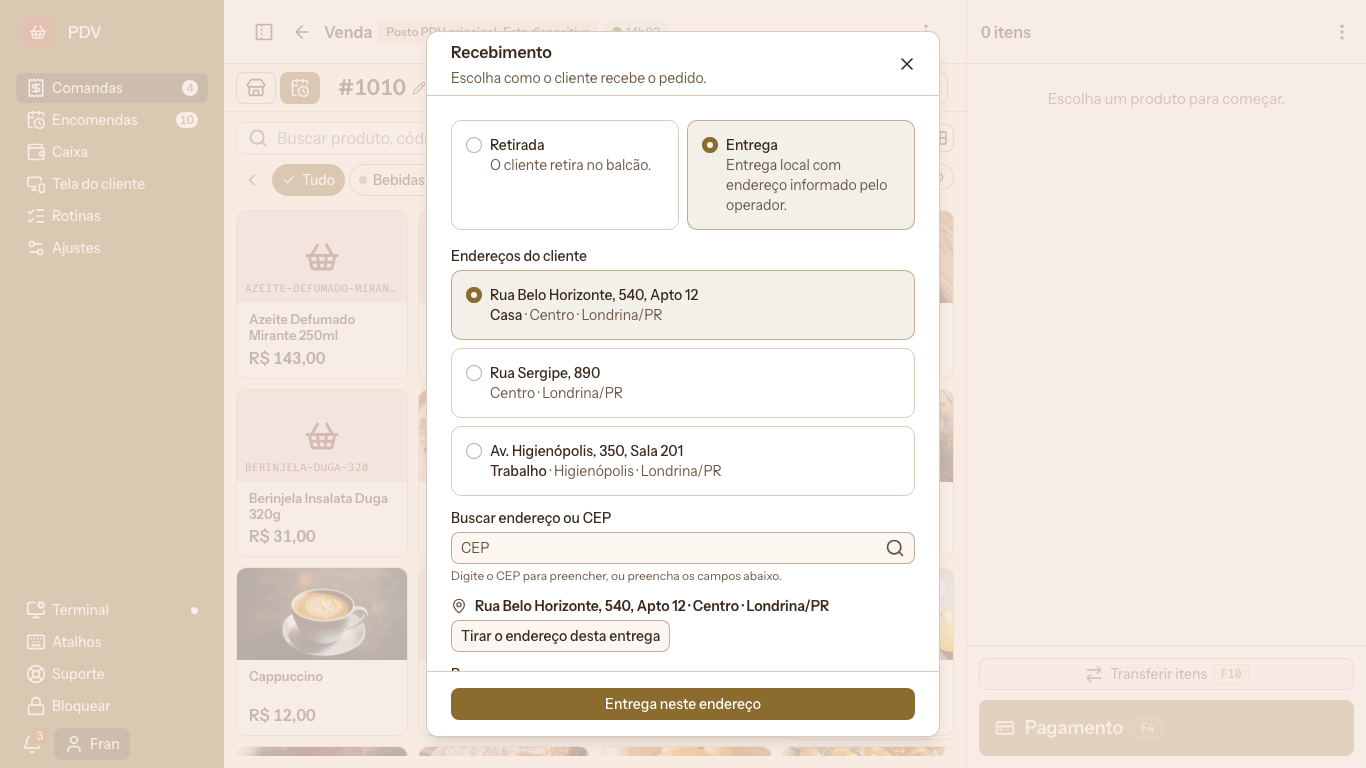 PDV
Comandas 4
Encomendas 10
Caixa
Tela do cliente
Rotinas
Ajustes
Terminal
Atalhos
Suporte
Bloquear
3
Fran
Venda
14h02
#1010
Buscar produto, códi
Tudo
Bebidas
AZEITE-DEFUMADO-MIRAN…
Azeite Defumado
Mirante 250ml
R$ 143,00
BERINJELA-DUGA-320
Berinjela Insalata Duga
320g
R$ 31,00
Cappuccino
R$ 12,00
Recebimento
Escolha como o cliente recebe o pedido.
Retirada
O cliente retira no balcão.
Entrega
Entrega local com
endereço informado pelo
operador.
Endereços do cliente
Rua Belo Horizonte, 540, Apto 12
Casa · Centro · Londrina/PR
Rua Sergipe, 890
Centro · Londrina/PR
Av. Higienópolis, 350, Sala 201
Trabalho · Higienópolis · Londrina/PR
Buscar endereço ou CEP
CEP
Digite o CEP para preencher, ou preencha os campos abaixo.
Rua Belo Horizonte, 540, Apto 12 · Centro · Londrina/PR
Tirar o endereço desta entrega
Entrega neste endereço
0 itens
Escolha um produto para começar.
Transferir itens F10
Pagamento F4